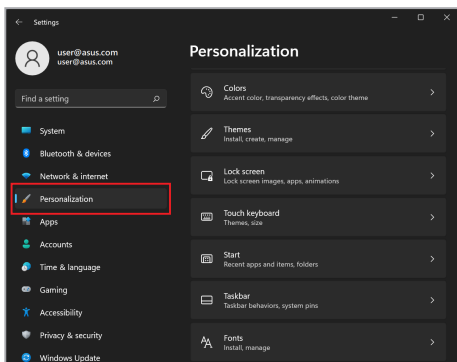 Settings
user@asus.com
user@asus.com
Find a setting
System
Bluetooth & devices
Network & internet
Personalization
Apps
Accounts
Time & language
Gaming
Accessibility
Privacy & security
Windows Update
Personalization
Colors
Accent color, transparency effects, color theme
Themes
Install, create, manage
Lock screen
Lock screen images, apps, animations
Touch keyboard
Themes, size
Start
Recent apps and items, folders
Taskbar
Taskbar behaviors, system pins
Fonts
Install, manage